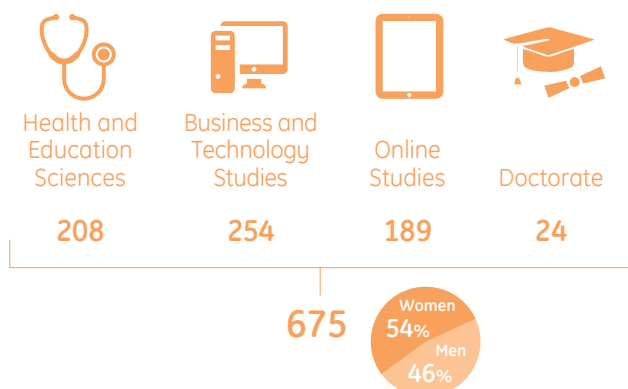 Health and
Education
Sciences
208
Business and
Technology
Studies
254
Online
Studies
189
Doctorate
24
675
Women
54%
Men
46%